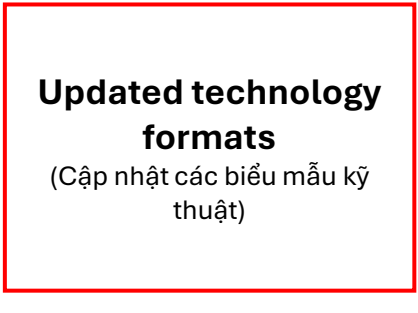 Updated technology
formats
(Cập nhật các biểu mẫu kỹ
thuật)